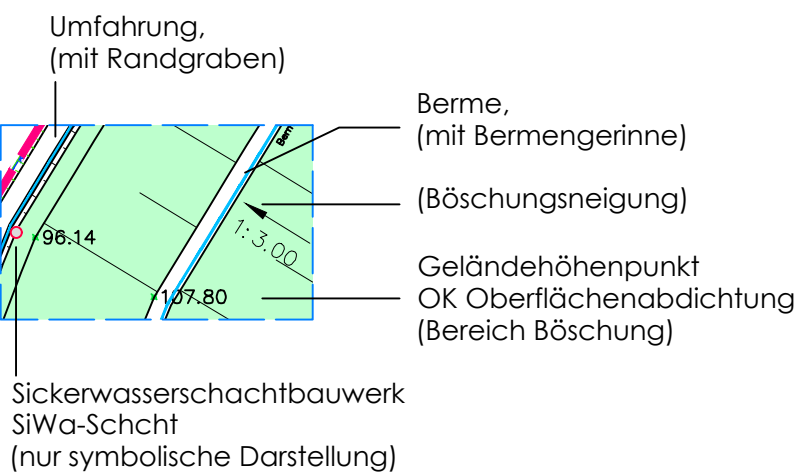 Umfahrung,
(mit Randgraben)
Berme,
(mit Bermengerinne)
Berm
(Böschungsneigung)
1:3.00
96.14
Geländehöhenpunkt
OK Oberflächenabdichtung
(Bereich Böschung)
107.80
Sickerwasserschachtbauwerk
SiWa-Schcht
(nur symbolische Darstellung)